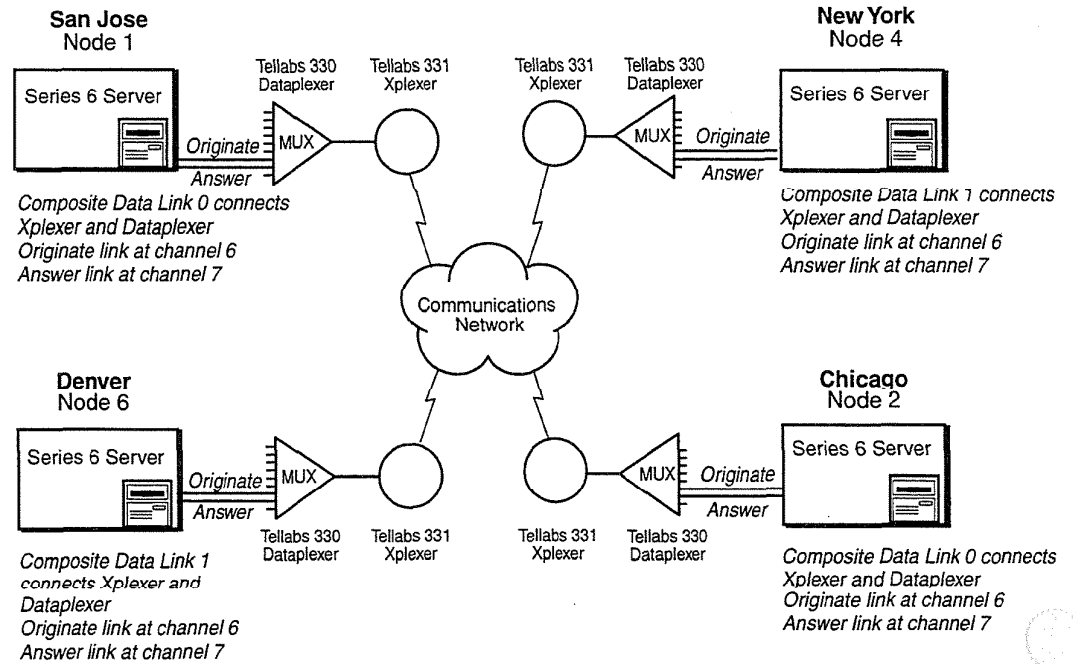 San Jose
Node 1
Series 6 Server
Originate
Answer
MUX
Tellabs 330
Dataplexer
Tellabs 331
Xplexer
Composite Data Link 0 connects
Xplexer and Dataplexer
Originate link at channel 6
Answer link at channel 7
New York
Node 4
Tellabs 331
Xplexer
Tellabs 330
Dataplexer
MUX
Originate
Answer
Series 6 Server
Composite Data Link 1 connects
Xplexer and Dataplexer
Originate link at channel 6
Answer link at channel 7
Communications
Network
Denver
Node 6
Series 6 Server
Originate
Answer
MUX
Tellabs 330
Dataplexer
Tellabs 331
Xplexer
Composite Data Link 1
connects Xplexer and
Dataplexer
Originate link at channel 6
Answer link at channel 7
Chicago
Node 2
MUX
Originate
Answer
Series 6 Server
Tellabs 331
Xplexer
Tellabs 330
Dataplexer
Composite Data Link 0 connects
Xplexer and Dataplexer
Originate link at channel 6
Answer link at channel 7